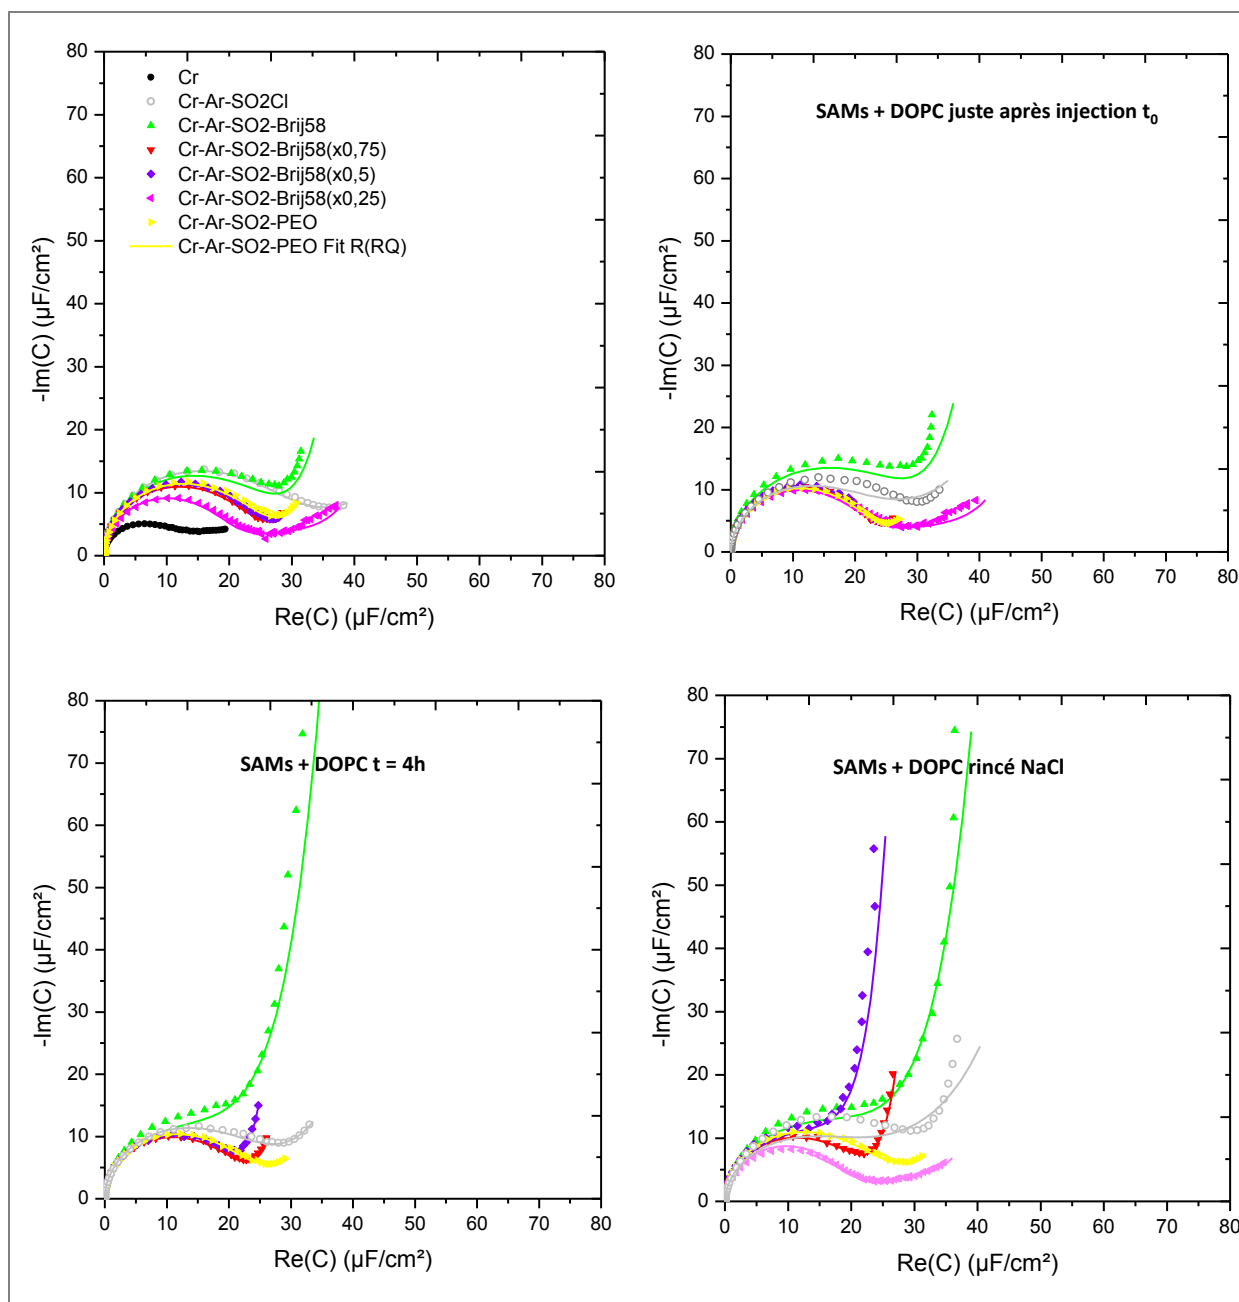 80
70
60
50
40
30
20
10
0
-Im(C) (µF/cm²)
0 10 20 30 40 50 60 70 80
Re(C) (µF/cm²)
Cr
Cr-Ar-SO2Cl
Cr-Ar-SO2-Brij58
Cr-Ar-SO2-Brij58(x0,75)
Cr-Ar-SO2-Brij58(x0,5)
Cr-Ar-SO2-Brij58(x0,25)
Cr-Ar-SO2-PEO
Cr-Ar-SO2-PEO Fit R(RQ)
80
70
60
50
40
30
20
10
0
-Im(C) (µF/cm²)
0 10 20 30 40 50 60 70 80
Re(C) (µF/cm²)
SAMs + DOPC juste après injection t₀
80
70
60
50
40
30
20
10
0
-Im(C) (µF/cm²)
0 10 20 30 40 50 60 70 80
Re(C) (µF/cm²)
SAMs + DOPC t = 4h
80
70
60
50
40
30
20
10
0
-Im(C) (µF/cm²)
0 10 20 30 40 50 60 70 80
Re(C) (µF/cm²)
SAMs + DOPC rincé NaCl